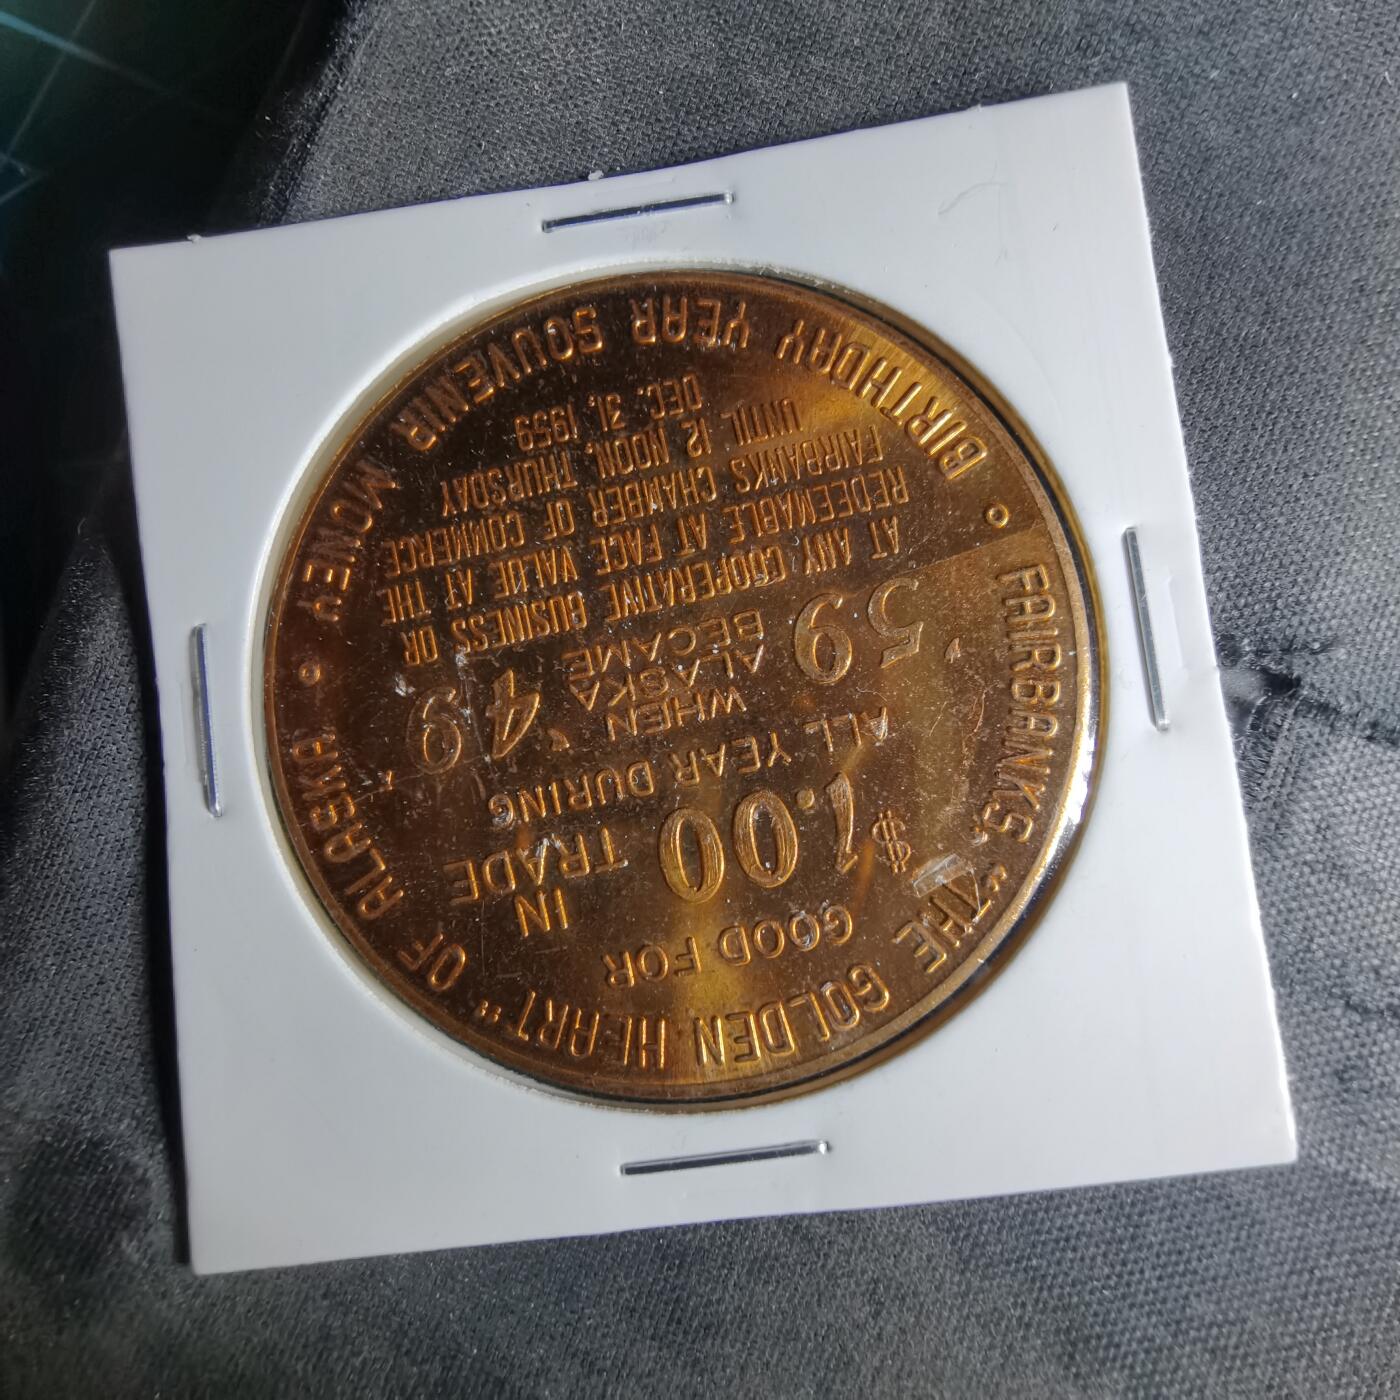 FAIRBANKS, "THE GOLDEN HEART" OF ALASKA
GOOD FOR
$1.00 IN
TRADE
ALL YEAR DURING
'59 WHEN
ALASKA
BECAME '49
AT ANY COOPERATIVE BUSINESS OR
REDEEMABLE AT FACE VALUE AT THE
FAIRBANKS CHAMBER OF COMMERCE
UNTIL 12 NOON, THURSDAY
DEC. 31, 1959
BIRTHDAY YEAR SOUVENIR MONEY